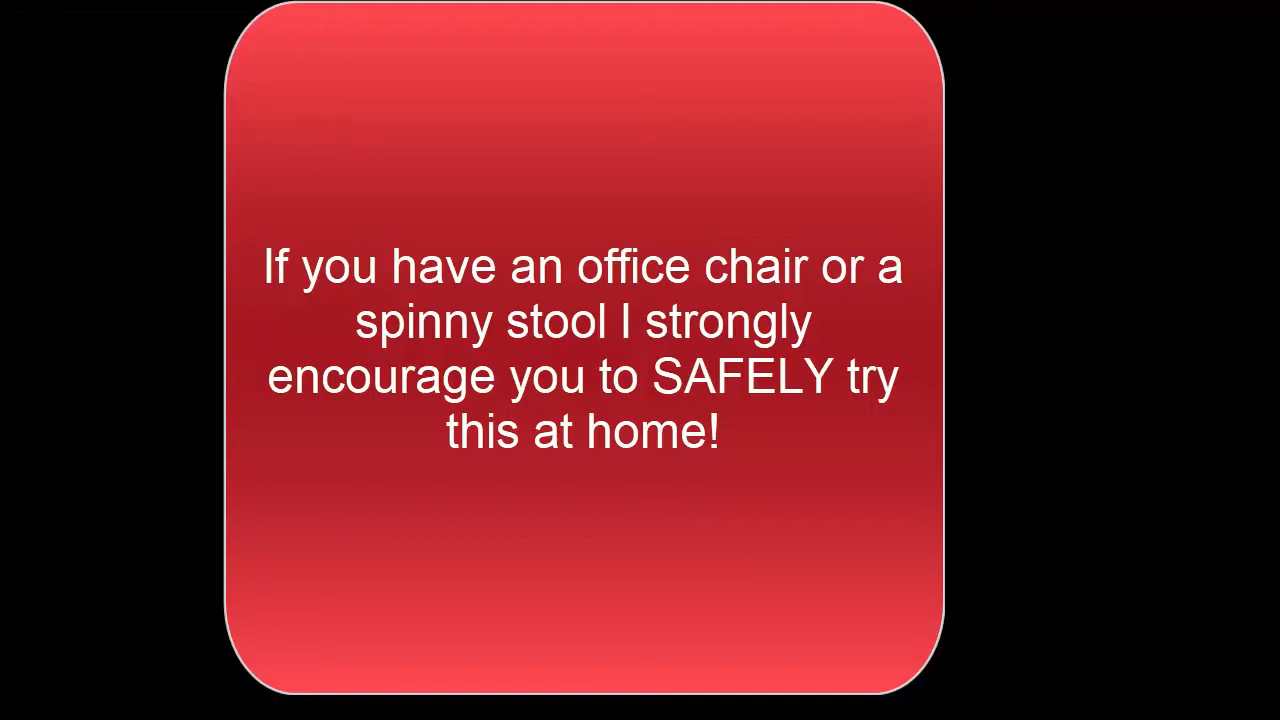 If you have an office chair or a
spinny stool I strongly
encourage you to SAFELY try
this at home!